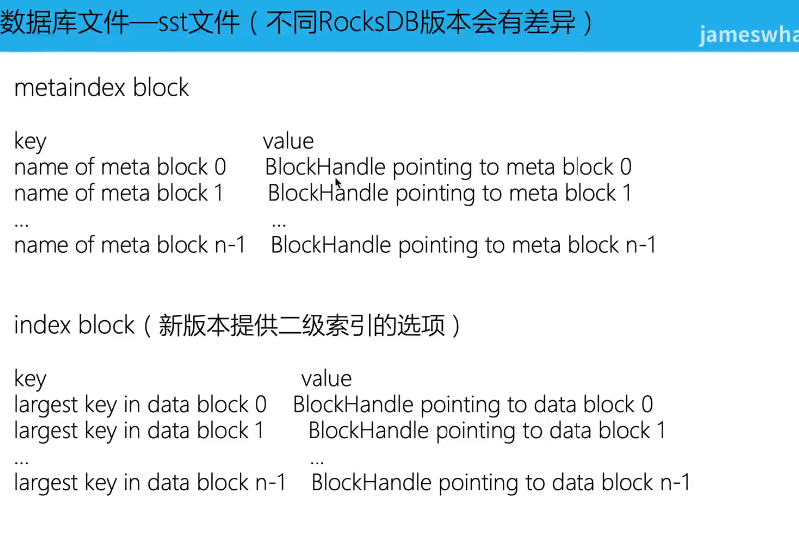 数据库文件—sst文件（不同RocksDB版本会有差异）
jameswha
metaindex block
key value
name of meta block 0 BlockHandle pointing to meta block 0
name of meta block 1 BlockHandle pointing to meta block 1
... ...
name of meta block n-1 BlockHandle pointing to meta block n-1
index block（新版本提供二级索引的选项）
key value
largest key in data block 0 BlockHandle pointing to data block 0
largest key in data block 1 BlockHandle pointing to data block 1
... ...
largest key in data block n-1 BlockHandle pointing to data block n-1